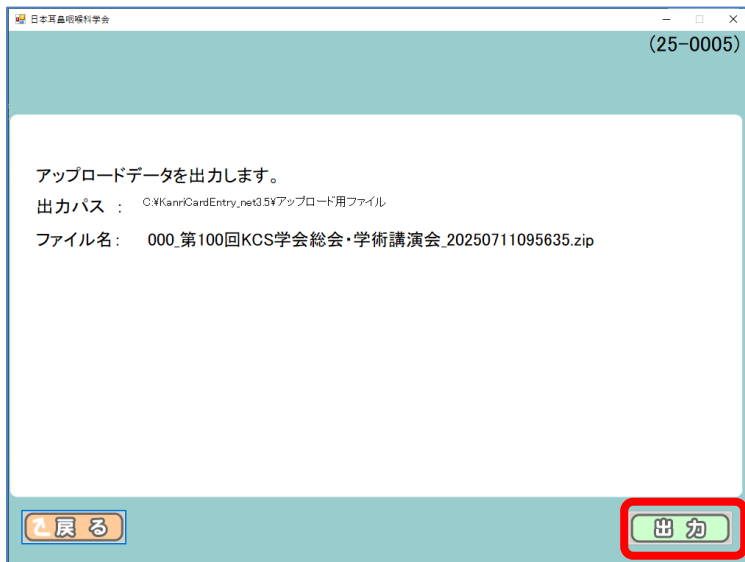 日本耳鼻咽喉科学会
(25-0005)
アップロードデータを出力します。
出力パス : C:¥KanriCardEntry_net3.5¥アップロード用ファイル
ファイル名: 000_第100回KCS学会総会・学術講演会_20250711095635.zip
戻る
出力